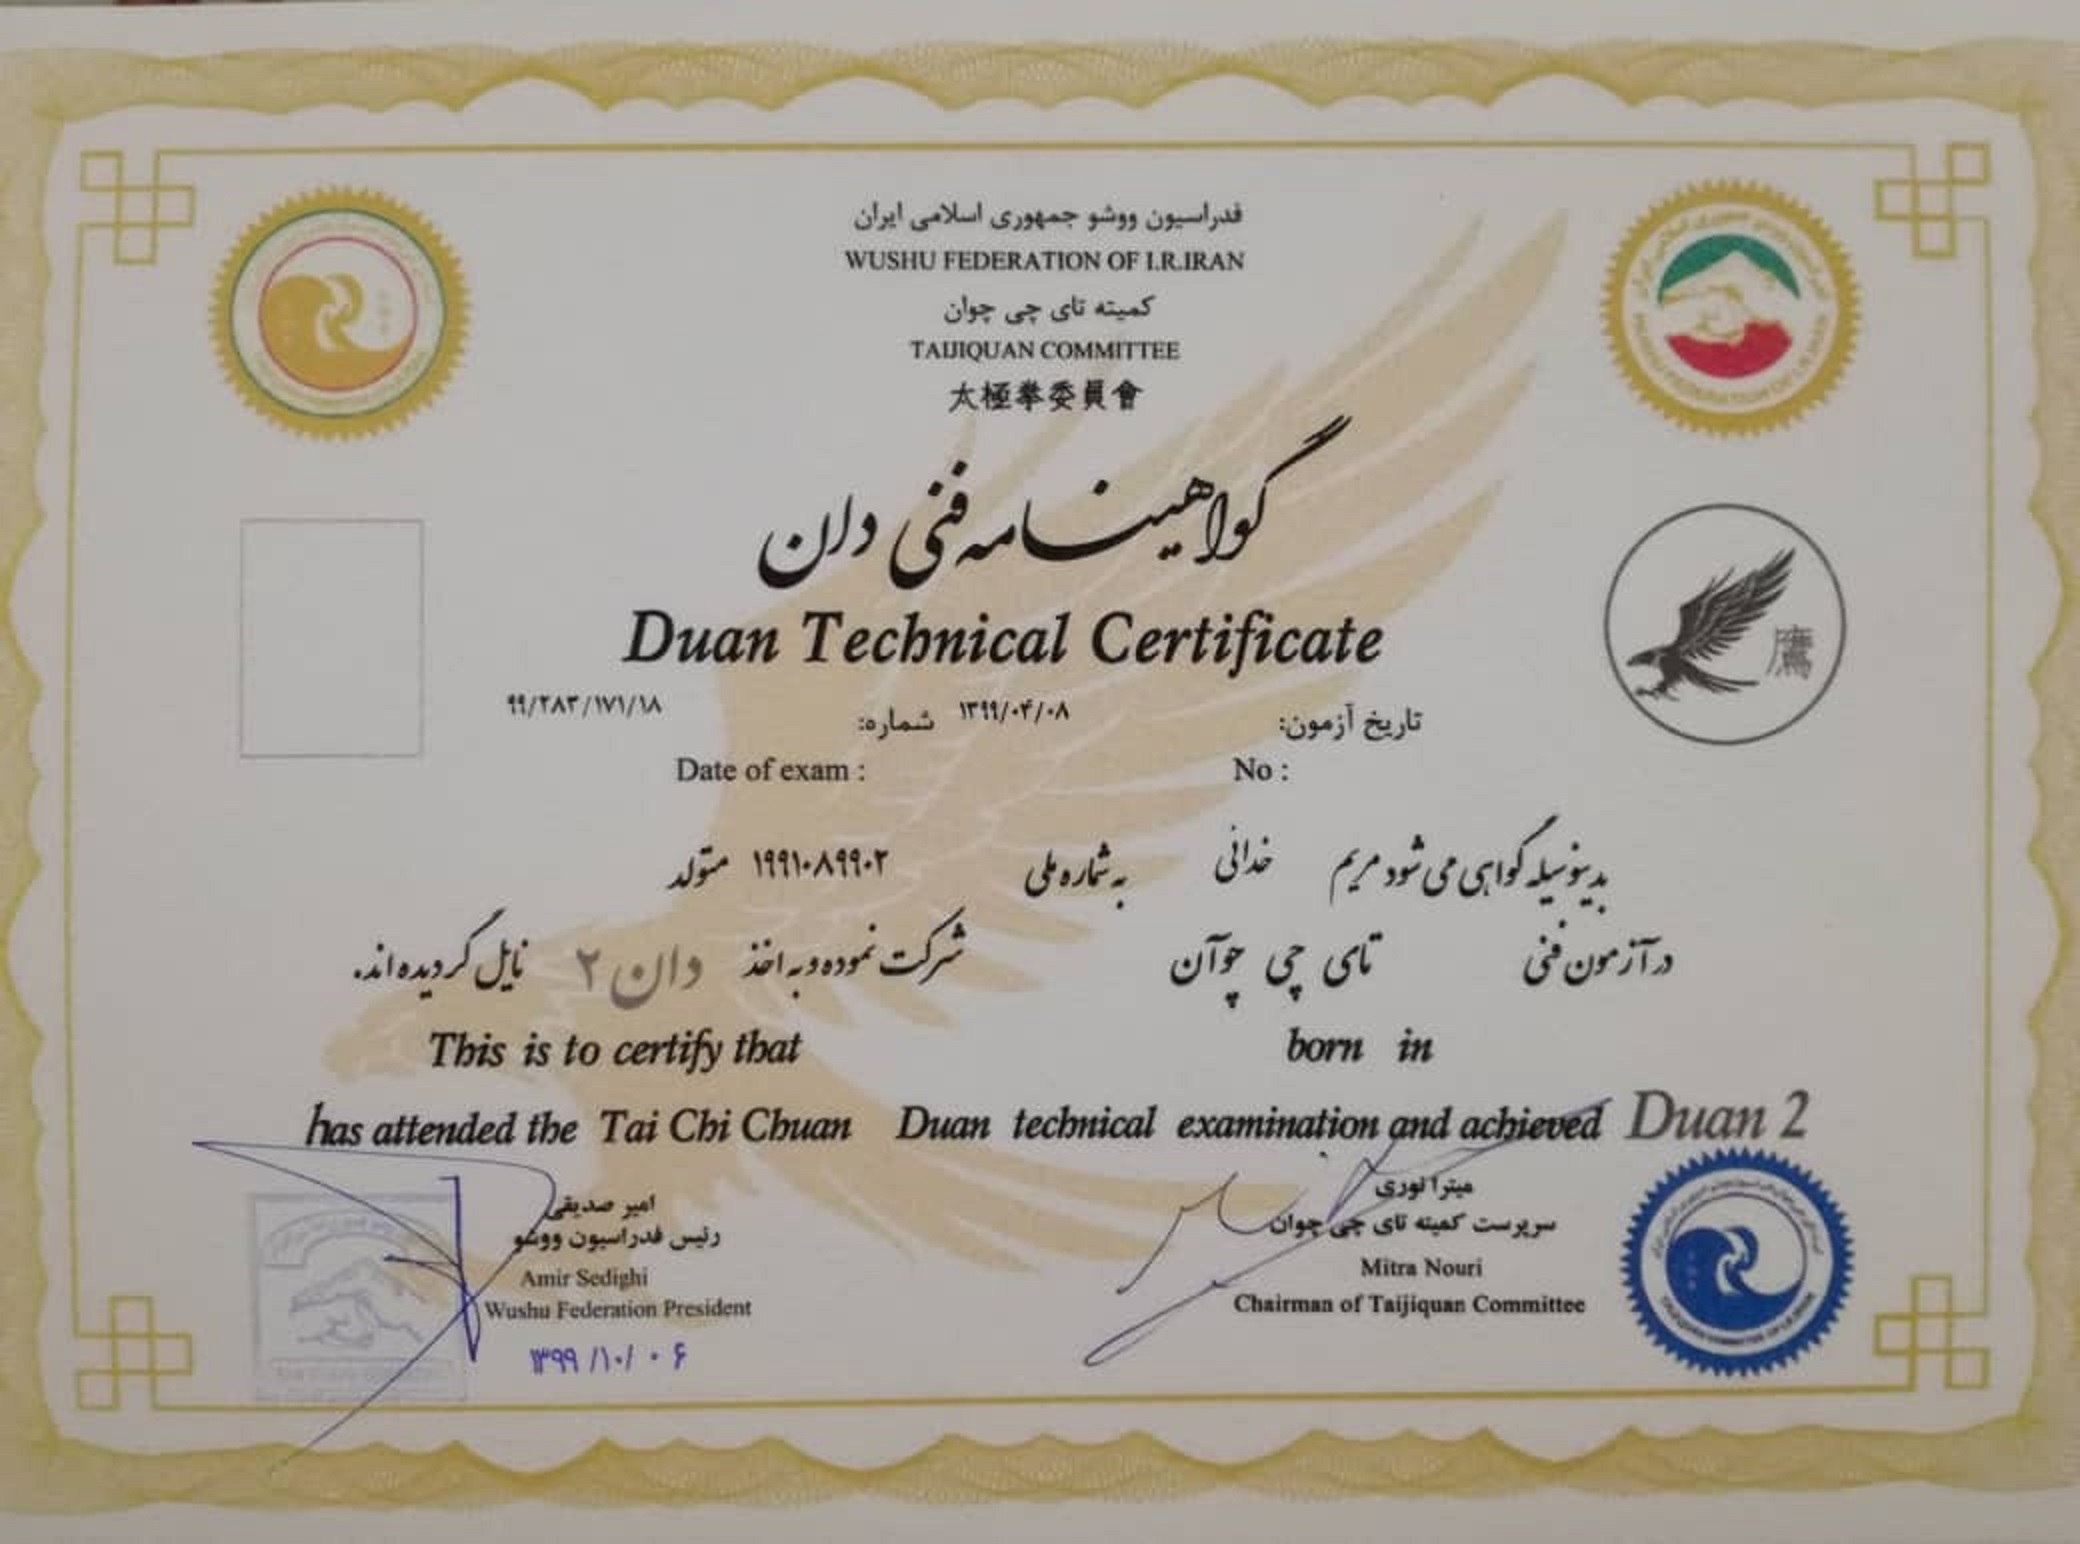 فدراسیون ووشو جمهوری اسلامی ایران
WUSHU FEDERATION OF I.R.IRAN
کمیته تای چی چوان
TAIJIQUAN COMMITTEE
太極拳委員會
گواهینامه فنی دان
Duan Technical Certificate
鷹
تاریخ آزمون: ۱۳۹۹/۰۴/۰۸ شماره: ۹۹/۲۸۳/۱۷۱/۱۸
Date of exam : No :
بدینوسیله گواهی می شود مریم خدائی به شماره ملی ۱۹۹۱۰۸۹۹۰۲ متولد
در آزمون فنی تای چی چوآن شرکت نموده و به اخذ دان ۲ نایل گردیده اند.
This is to certify that born in
has attended the Tai Chi Chuan Duan technical examination and achieved Duan 2
امیر صدیقی
رئیس فدراسیون ووشو
Amir Sedighi
Wushu Federation President
۱۳۹۹/۱۰/۰۶
میترا نوری
سرپرست کمیته تای چی چوان
Mitra Nouri
Chairman of Taijiquan Committee